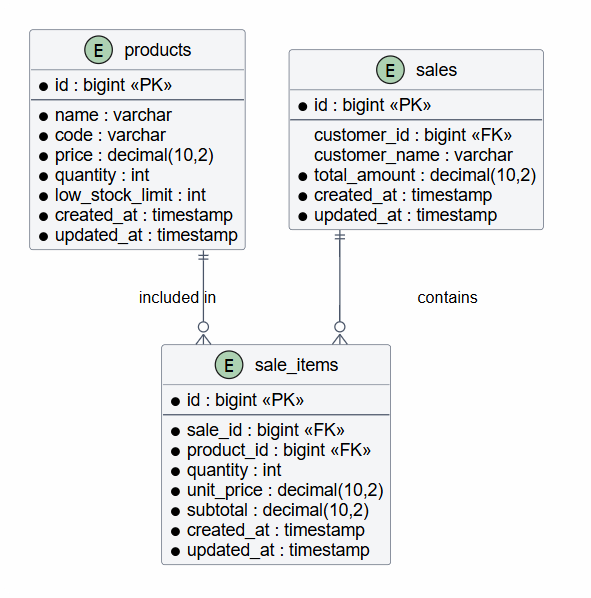 E products
id : bigint «PK»
name : varchar
code : varchar
price : decimal(10,2)
quantity : int
low_stock_limit : int
created_at : timestamp
updated_at : timestamp
E sales
id : bigint «PK»
customer_id : bigint «FK»
customer_name : varchar
total_amount : decimal(10,2)
created_at : timestamp
updated_at : timestamp
included in
contains
E sale_items
id : bigint «PK»
sale_id : bigint «FK»
product_id : bigint «FK»
quantity : int
unit_price : decimal(10,2)
subtotal : decimal(10,2)
created_at : timestamp
updated_at : timestamp